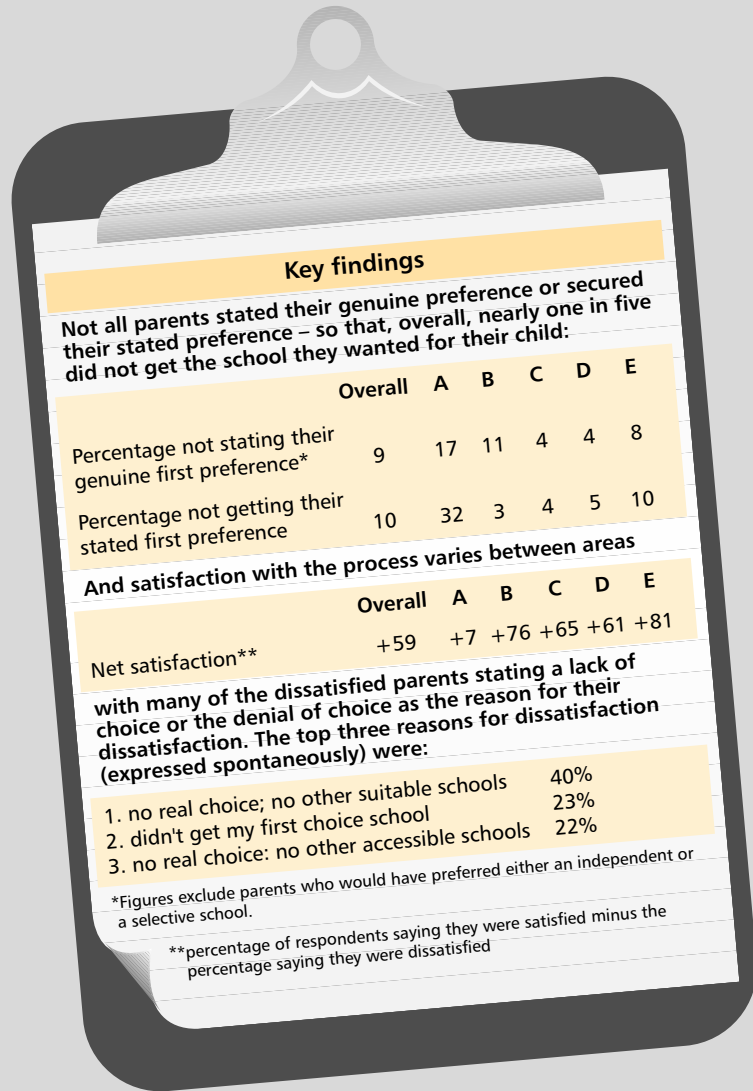 Key findings
Not all parents stated their genuine preference or secured
their stated preference – so that, overall, nearly one in five
did not get the school they wanted for their child:
Overall A B C D E
Percentage not stating their
genuine first preference* 9 17 11 4 4 8
Percentage not getting their
stated first preference 10 32 3 4 5 10
And satisfaction with the process varies between areas
Overall A B C D E
Net satisfaction** +59 +7 +76 +65 +61 +81
with many of the dissatisfied parents stating a lack of
choice or the denial of choice as the reason for their
dissatisfaction. The top three reasons for dissatisfaction
(expressed spontaneously) were:
1. no real choice; no other suitable schools 40%
2. didn't get my first choice school 23%
3. no real choice: no other accessible schools 22%
*Figures exclude parents who would have preferred either an independent or
a selective school.
**percentage of respondents saying they were satisfied minus the
percentage saying they were dissatisfied